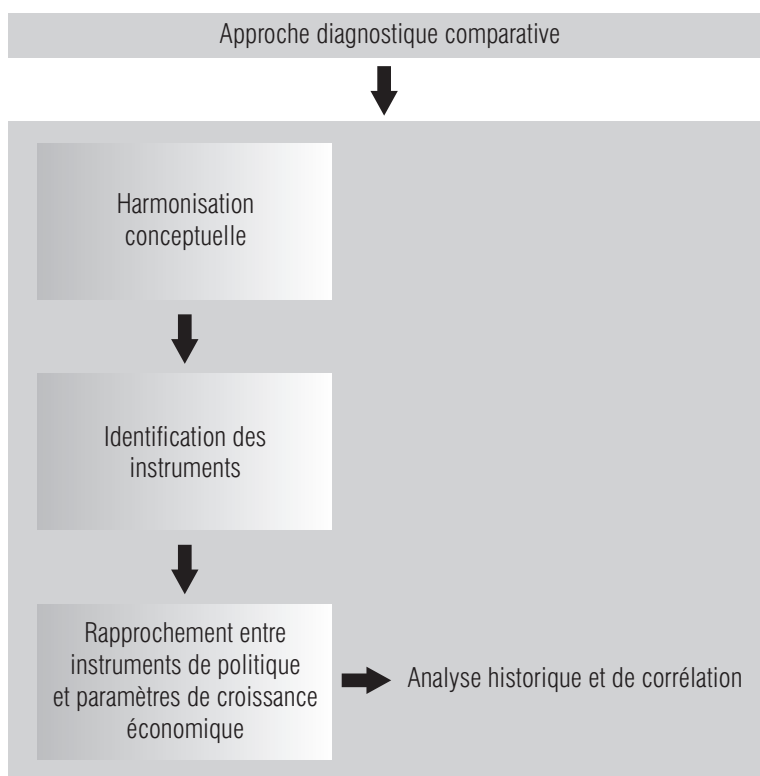 Approche diagnostique comparative
Harmonisation
conceptuelle
Identification des
instruments
Rapprochement entre
instruments de politique
et paramètres de croissance
économique
Analyse historique et de corrélation